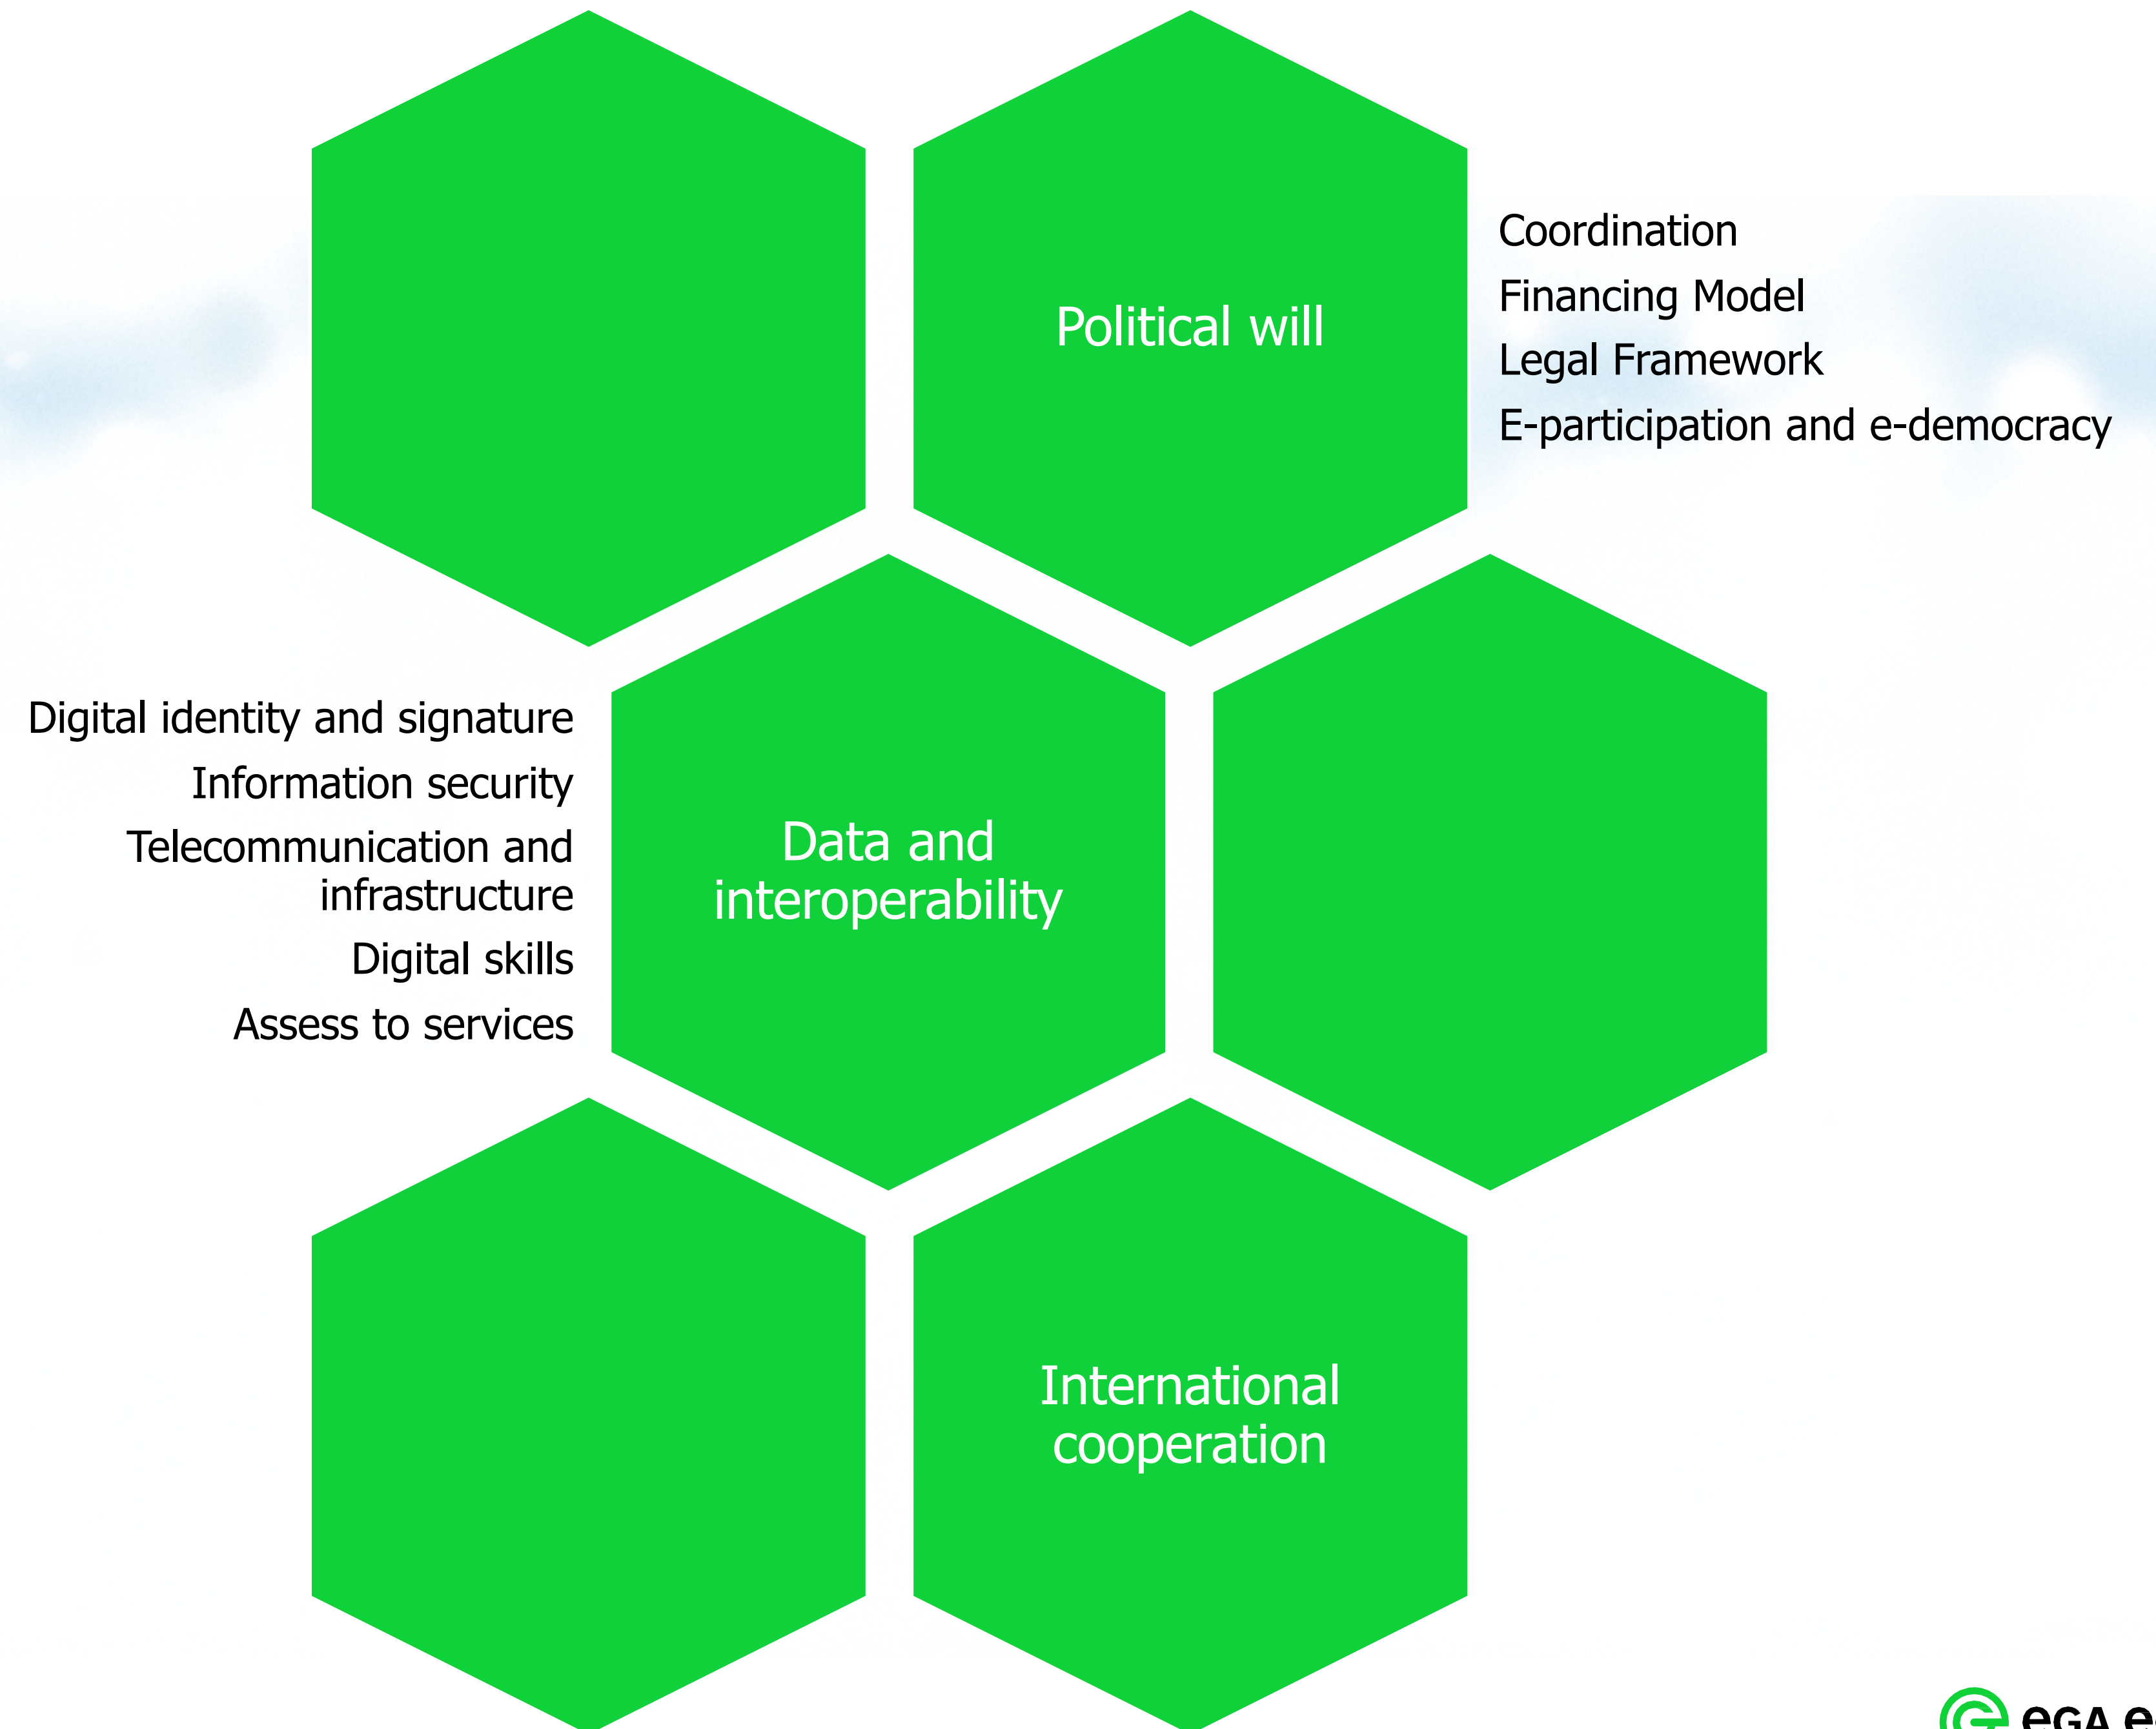 Political will
Coordination
Financing Model
Legal Framework
E-participation and e-democracy
Digital identity and signature
Information security
Telecommunication and
infrastructure
Digital skills
Assess to services
Data and
interoperability
International
cooperation
eGA